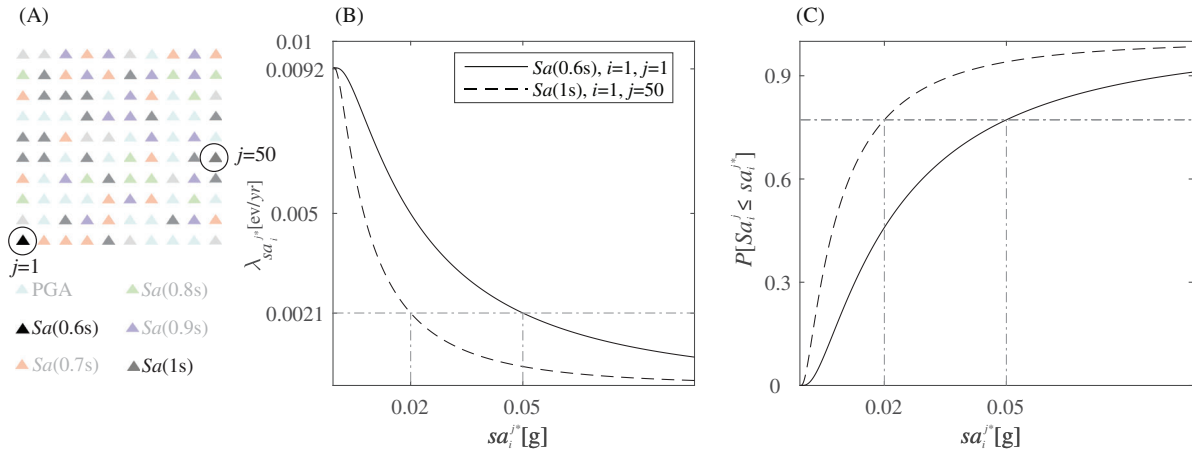 (A)
j=50
j=1
PGA
Sa(0.8s)
Sa(0.6s)
Sa(0.9s)
Sa(0.7s)
Sa(1s)
(B)
0.01
0.0092
0.005
0.0021
λ_{sa_i^{j*}}[ev/yr]
Sa(0.6s), i=1, j=1
Sa(1s), i=1, j=50
0.02
0.05
sa_i^{j*}[g]
(C)
0.9
0.6
0.3
0
P[Sa_i^j ≤ sa_i^{j*}]
0.02
0.05
sa_i^{j*}[g]